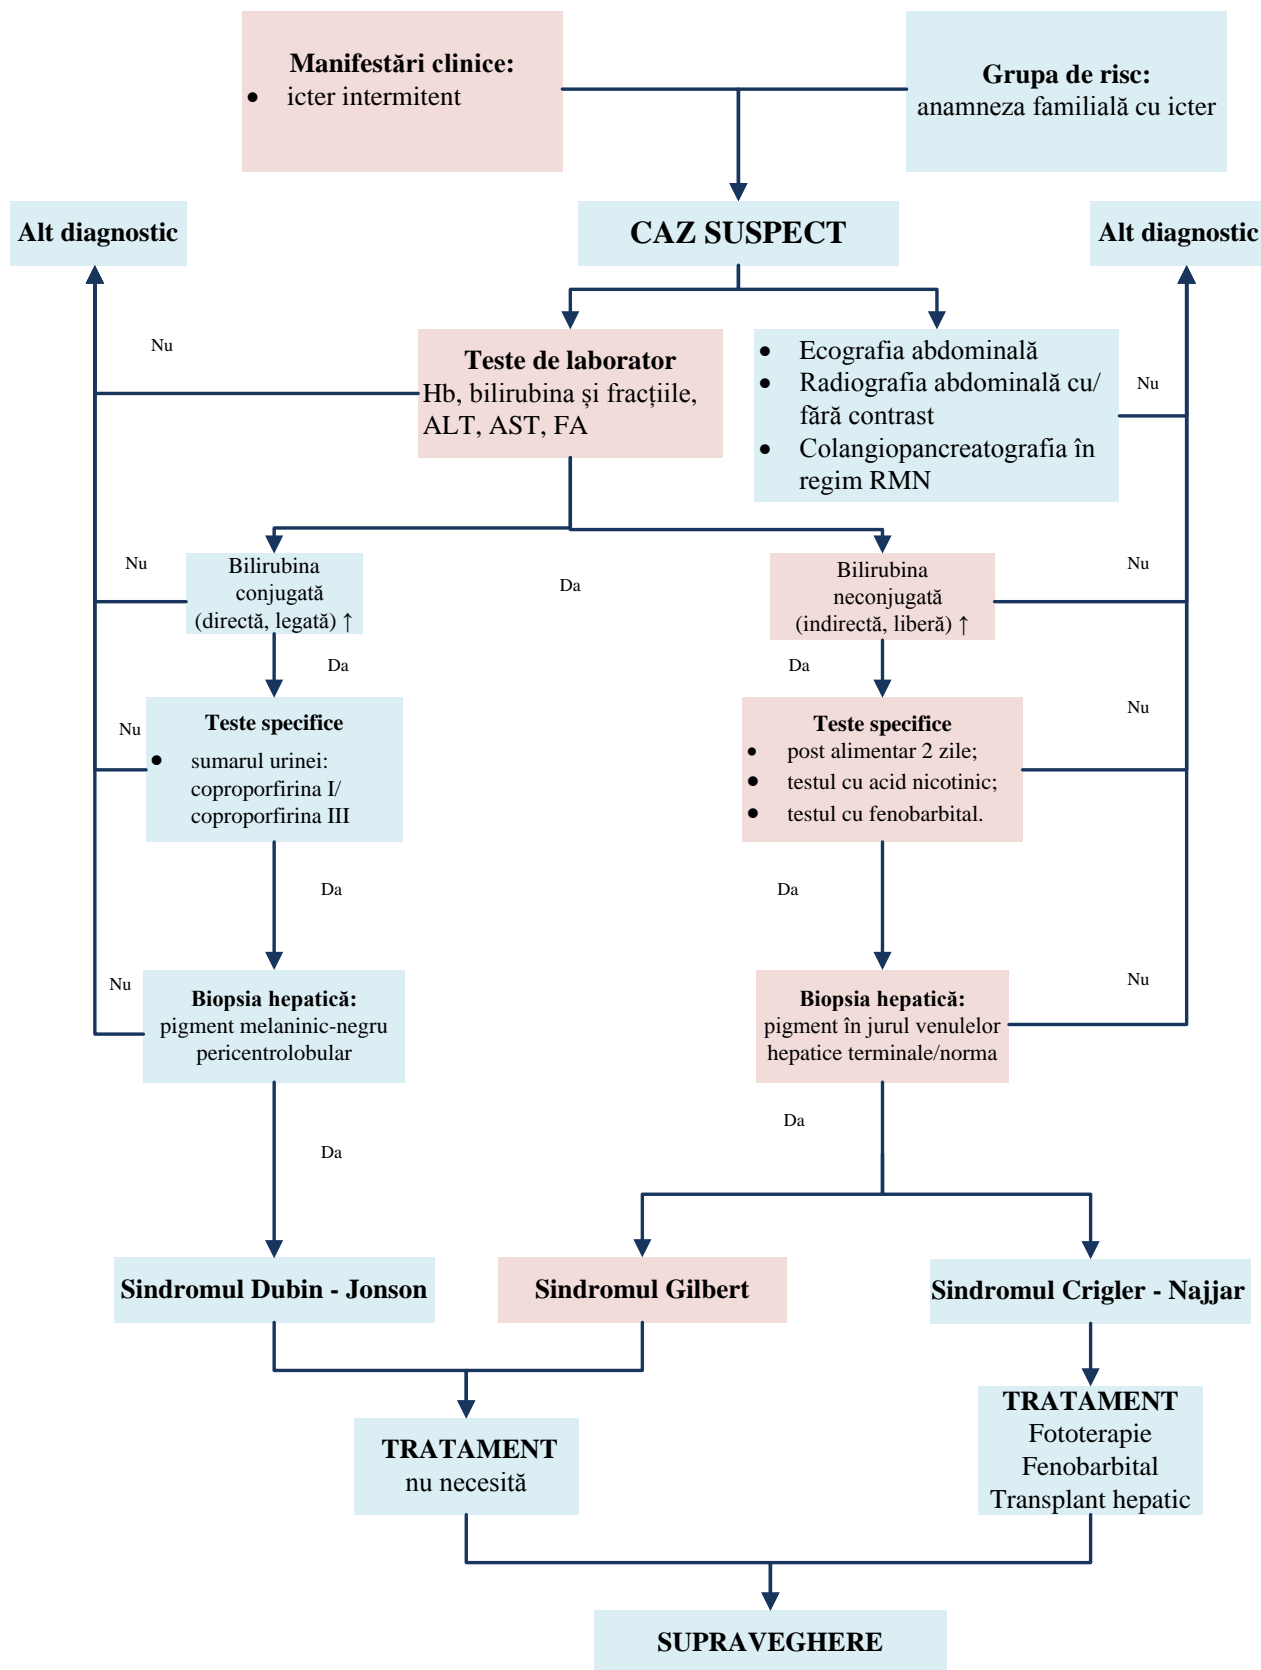 Manifestări clinice:
• icter intermitent
Grupa de risc:
anamneza familială cu icter
Alt diagnostic
CAZ SUSPECT
Alt diagnostic
Nu
Teste de laborator
Hb, bilirubina și fracțiile,
ALT, AST, FA
• Ecografia abdominală
• Radiografia abdominală cu/
fără contrast
• Colangiopancreatografia în
regim RMN
Nu
Nu
Bilirubina
conjugată
(directă, legată) ↑
Da
Bilirubina
neconjugată
(indirectă, liberă) ↑
Nu
Da
Da
Nu
Teste specifice
• sumarul urinei:
coproporfirina I/
coproporfirina III
Teste specifice
• post alimentar 2 zile;
• testul cu acid nicotinic;
• testul cu fenobarbital.
Nu
Da
Da
Nu
Biopsia hepatică:
pigment melaninic-negru
pericentrolobular
Biopsia hepatică:
pigment în jurul venulelor
hepatice terminale/norma
Nu
Da
Da
Sindromul Dubin - Jonson
Sindromul Gilbert
Sindromul Crigler - Najjar
TRATAMENT
nu necesită
TRATAMENT
Fototerapie
Fenobarbital
Transplant hepatic
SUPRAVEGHERE